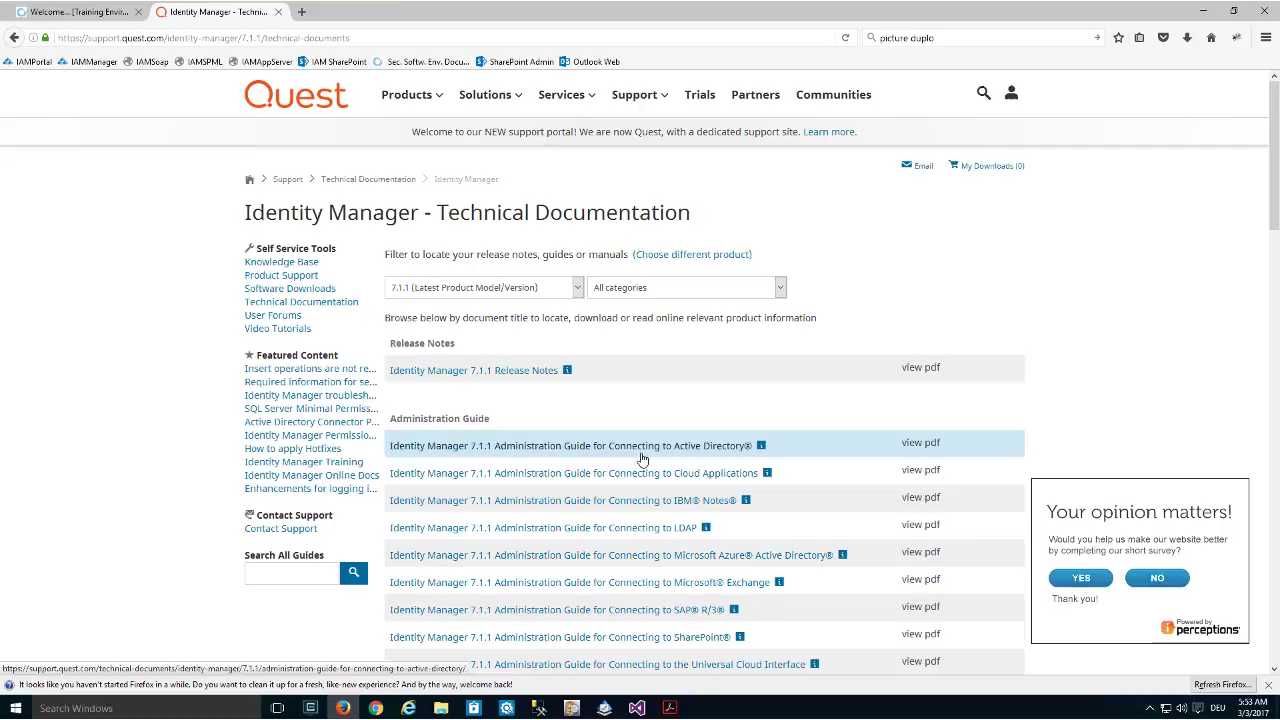 Welcome... [Training Envir...
Identity Manager - Techni...
https://support.quest.com/identity-manager/7.1.1/technical-documents
picture duplo
IAMPortal
IAMManager
IAMSoap
IAMSPML
IAMAppServer
IAM SharePoint
Sec. Softw. Env. Docu...
SharePoint Admin
Outlook Web
Quest
Products
Solutions
Services
Support
Trials
Partners
Communities
Welcome to our NEW support portal! We are now Quest, with a dedicated support site. Learn more.
Email
My Downloads (0)
Support
Technical Documentation
Identity Manager
Identity Manager - Technical Documentation
Self Service Tools
Knowledge Base
Product Support
Software Downloads
Technical Documentation
User Forums
Video Tutorials
Featured Content
Insert operations are not re...
Required information for se...
Identity Manager troublesh...
SQL Server Minimal Permiss...
Active Directory Connector P...
Identity Manager Permissio...
How to apply Hotfixes
Identity Manager Training
Identity Manager Online Docs
Enhancements for logging i...
Contact Support
Contact Support
Search All Guides
Filter to locate your release notes, guides or manuals (Choose different product)
7.1.1 (Latest Product Model/Version)
All categories
Browse below by document title to locate, download or read online relevant product information
Release Notes
Identity Manager 7.1.1 Release Notes
view pdf
Administration Guide
Identity Manager 7.1.1 Administration Guide for Connecting to Active Directory®
view pdf
Identity Manager 7.1.1 Administration Guide for Connecting to Cloud Applications
view pdf
Identity Manager 7.1.1 Administration Guide for Connecting to IBM® Notes®
view pdf
Identity Manager 7.1.1 Administration Guide for Connecting to LDAP
view pdf
Identity Manager 7.1.1 Administration Guide for Connecting to Microsoft Azure® Active Directory®
view pdf
Identity Manager 7.1.1 Administration Guide for Connecting to Microsoft® Exchange
view pdf
Identity Manager 7.1.1 Administration Guide for Connecting to SAP® R/3®
view pdf
Identity Manager 7.1.1 Administration Guide for Connecting to SharePoint®
view pdf
7.1.1 Administration Guide for Connecting to the Universal Cloud Interface
view pdf
Your opinion matters!
Would you help us make our website better
by completing our short survey?
YES
NO
Thank you!
Powered by
perceptions
https://support.quest.com/technical-documents/identity-manager/7.1.1/administration-guide-for-connecting-to-active-directory/
It looks like you haven't started Firefox in a while. Do you want to clean it up for a fresh, like-new experience? And by the way, welcome back!
Refresh Firefox...
Search Windows
DEU
5:53 AM
3/3/2017